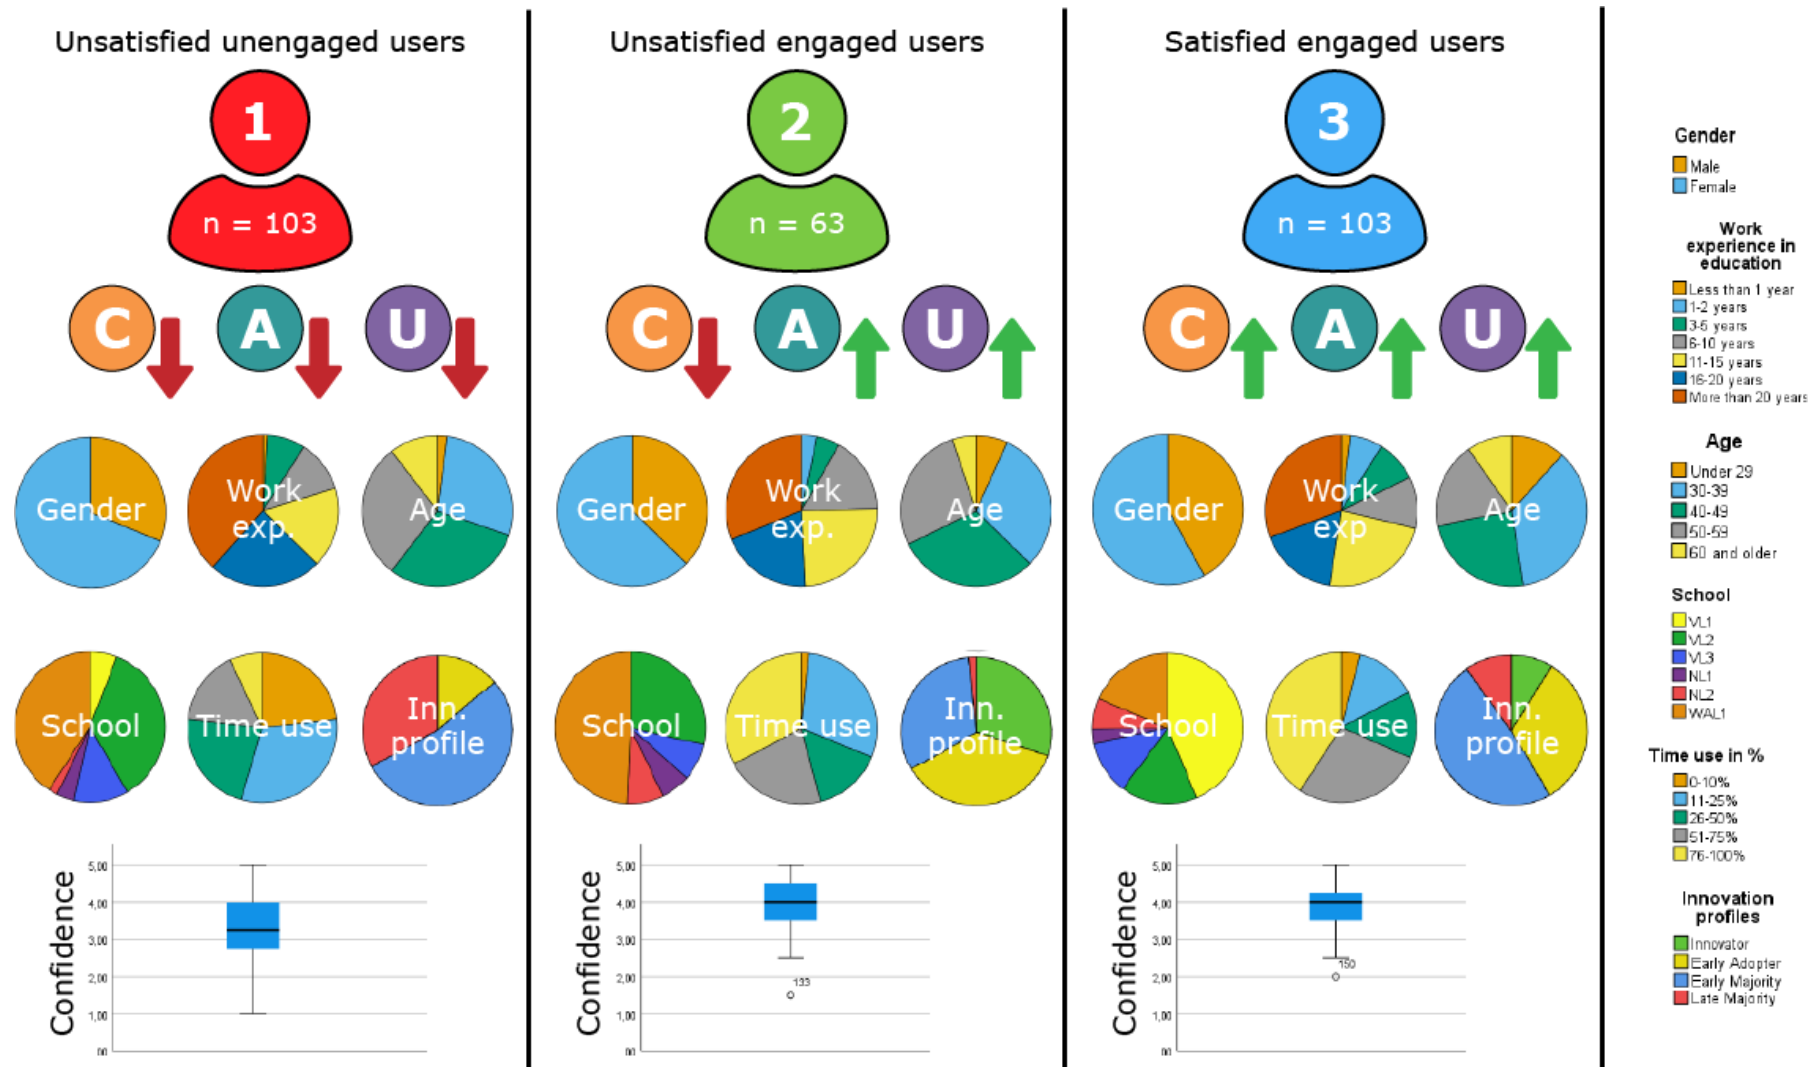 Unsatisfied unengaged users
1
n = 103
C A U
Gender
Work
exp.
Age
School
Time use
Inn.
profile
Confidence
5,00
4,00
3,00
2,00
1,00
,00
Unsatisfied engaged users
2
n = 63
C A U
Gender
Work
exp.
Age
School
Time use
Inn.
profile
Confidence
5,00
4,00
3,00
2,00
1,00
,00
133
Satisfied engaged users
3
n = 103
C A U
Gender
Work
exp
Age
School
Time use
Inn.
profile
Confidence
5,00
4,00
3,00
2,00
1,00
,00
150
Gender
Male
Female
Work
experience in
education
Less than 1 year
1-2 years
3-5 years
6-10 years
11-15 years
16-20 years
More than 20 years
Age
Under 29
30-39
40-49
50-59
60 and older
School
VL1
VL2
VL3
NL1
NL2
WAL1
Time use in %
0-10%
11-25%
26-50%
51-75%
76-100%
Innovation
profiles
Innovator
Early Adopter
Early Majority
Late Majority